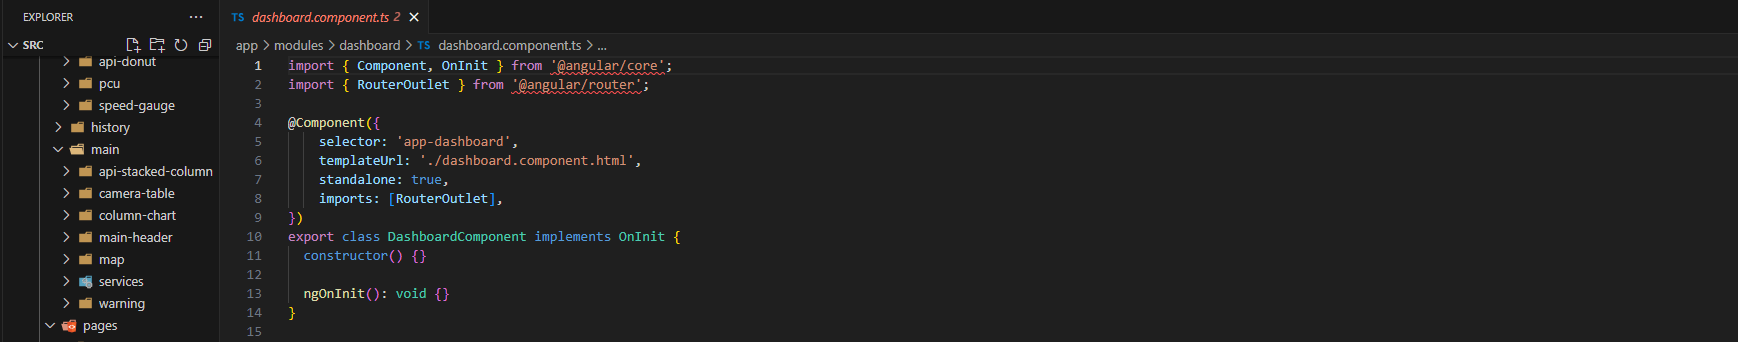 EXPLORER ...
SRC
api-donut
pcu
speed-gauge
history
main
api-stacked-column
camera-table
column-chart
main-header
map
services
warning
pages
TS dashboard.component.ts 2 ×
app > modules > dashboard > TS dashboard.component.ts > ...
1 import { Component, OnInit } from '@angular/core';
2 import { RouterOutlet } from '@angular/router';
3
4 @Component({
5 selector: 'app-dashboard',
6 templateUrl: './dashboard.component.html',
7 standalone: true,
8 imports: [RouterOutlet],
9 })
10 export class DashboardComponent implements OnInit {
11 constructor() {}
12
13 ngOnInit(): void {}
14 }
15